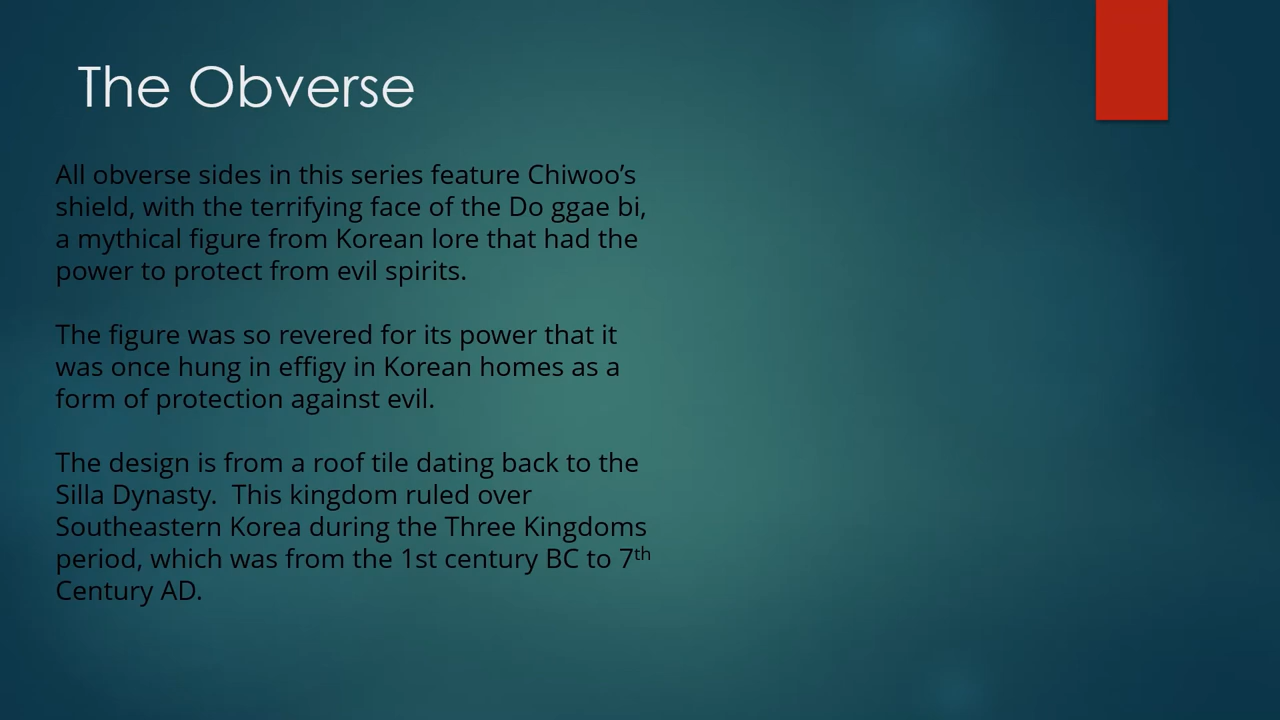 The Obverse
All obverse sides in this series feature Chiwoo’s
shield, with the terrifying face of the Do ggae bi,
a mythical figure from Korean lore that had the
power to protect from evil spirits.
The figure was so revered for its power that it
was once hung in effigy in Korean homes as a
form of protection against evil.
The design is from a roof tile dating back to the
Silla Dynasty.  This kingdom ruled over
Southeastern Korea during the Three Kingdoms
period, which was from the 1st century BC to 7th
Century AD.